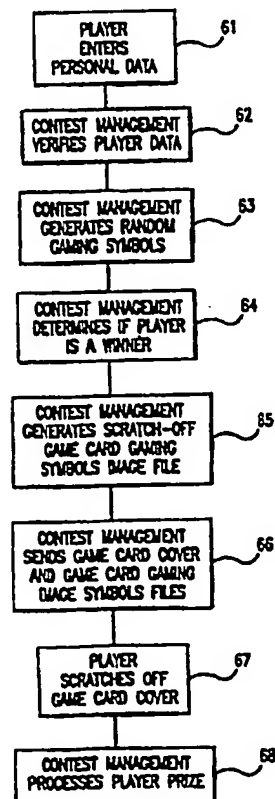 PLAYER
ENTERS
PERSONAL DATA
61
CONTEST MANAGEMENT
VERIFIES PLAYER DATA
62
CONTEST MANAGEMENT
GENERATES RANDOM
GAMING SYMBOLS
63
CONTEST MANAGEMENT
DETERMINES IF PLAYER
IS A WINNER
64
CONTEST MANAGEMENT
GENERATES SCRATCH-OFF
GAME CARD GAMING
SYMBOLS IMAGE FILE
85
CONTEST MANAGEMENT
SENDS GAME CARD COVER
AND GAME CARD GAMING
IMAGE SYMBOLS FILES
66
PLAYER
SCRATCHES OFF
GAME CARD COVER
67
CONTEST MANAGEMENT
PROCESSES PLAYER PRIZE
68